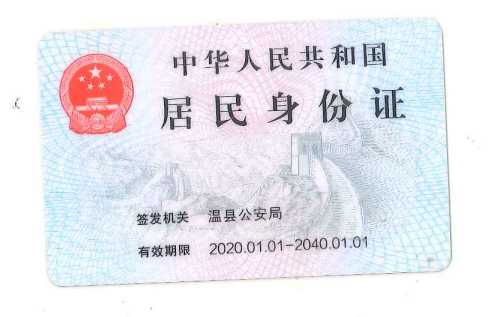 中华人民共和国
居民身份证
签发机关 温县公安局
有效期限 2020.01.01-2040.01.01